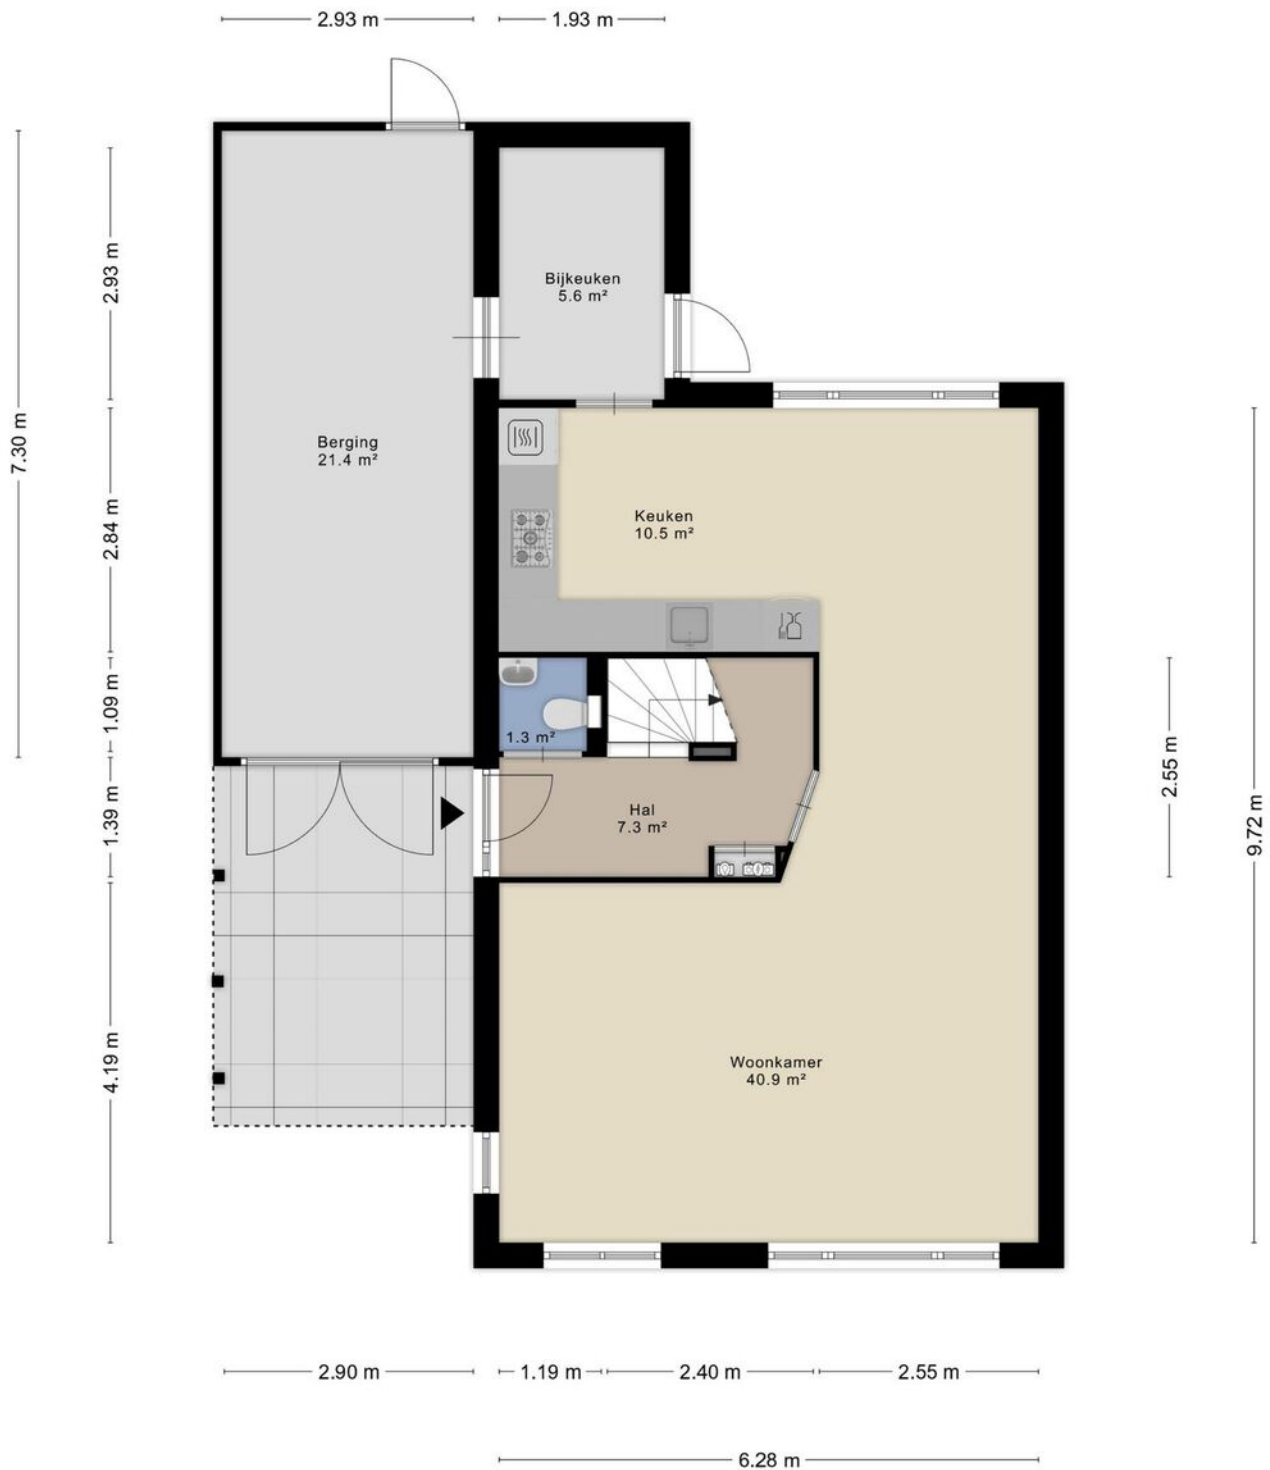 2.93 m
1.93 m
7.30 m
2.93 m
2.84 m
1.09 m
1.39 m
4.19 m
Bijkeuken
5.6 m²
Berging
21.4 m²
Keuken
10.5 m²
1.3 m²
Hal
7.3 m²
Woonkamer
40.9 m²
2.55 m
9.72 m
2.90 m
1.19 m
2.40 m
2.55 m
6.28 m